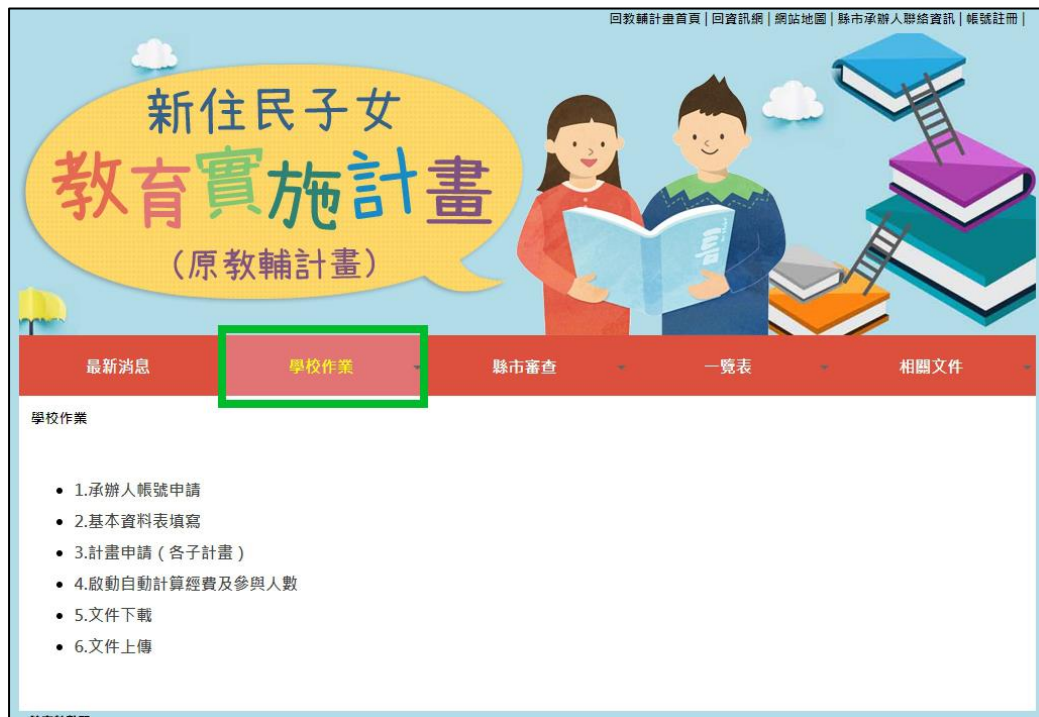 回教輔計畫首頁 | 回資訊網 | 網站地圖 | 縣市承辦人聯絡資訊 | 帳號註冊 |
新住民子女
教育實施計畫
(原教輔計畫)
最新消息 學校作業 縣市審查 一覽表 相關文件
學校作業
1.承辦人帳號申請
2.基本資料表填寫
3.計畫申請 ( 各子計畫 )
4.啟動自動計算經費及參與人數
5.文件下載
6.文件上傳